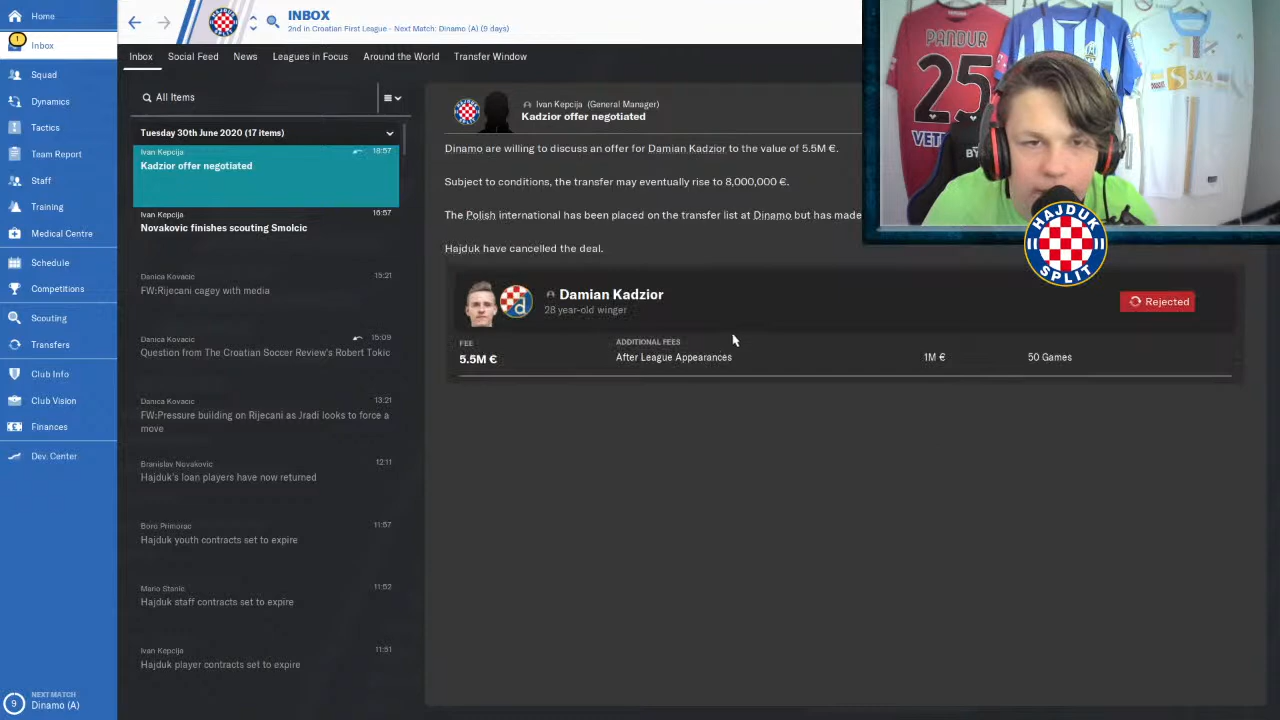 Home
INBOX
2nd in Croatian First League - Next Match: Dinamo (A) (9 days)
1
Inbox
Squad
Dynamics
Tactics
Team Report
Staff
Training
Medical Centre
Schedule
Competitions
Scouting
Transfers
Club Info
Club Vision
Finances
Dev. Center
9
NEXT MATCH
Dinamo (A)
Inbox Social Feed News Leagues in Focus Around the World Transfer Window
All Items
Tuesday 30th June 2020 (17 items)
Ivan Kepcija 18:57
Kadzior offer negotiated
Ivan Kepcija 16:57
Novakovic finishes scouting Smolcic
Danica Kovacic 15:21
FW:Rijecani cagey with media
Danica Kovacic 15:09
Question from The Croatian Soccer Review's Robert Tokic
Danica Kovacic 13:21
FW:Pressure building on Rijecani as Jradi looks to force a
move
Branislav Novakovic 12:11
Hajduk's loan players have now returned
Boro Primorac 11:57
Hajduk youth contracts set to expire
Mario Stanic 11:52
Hajduk staff contracts set to expire
Ivan Kepcija 11:51
Hajduk player contracts set to expire
Ivan Kepcija (General Manager)
Kadzior offer negotiated
Dinamo are willing to discuss an offer for Damian Kadzior to the value of 5.5M €.
Subject to conditions, the transfer may eventually rise to 8,000,000 €.
The Polish international has been placed on the transfer list at Dinamo but has made
Hajduk have cancelled the deal.
Damian Kadzior
28 year-old winger
Rejected
FEE
5.5M €
ADDITIONAL FEES
After League Appearances 1M € 50 Games
PANDUR
25
VET
BY
SAĆA
HAJDUK
SPLIT